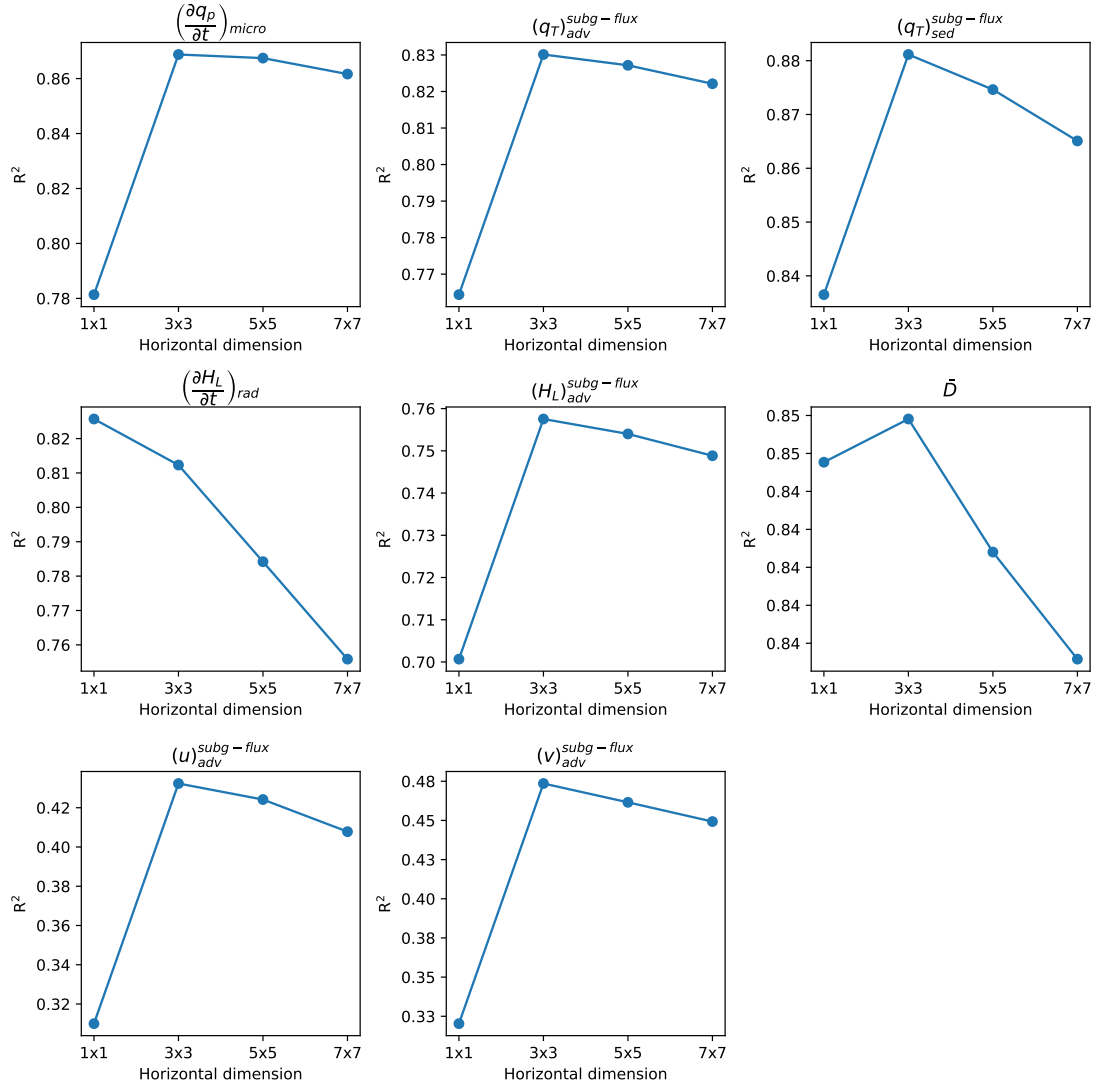 (∂q_p/∂t)_micro
R²
0.86
0.84
0.82
0.80
0.78
1x1 3x3 5x5 7x7
Horizontal dimension
(q_T)_adv^subg−flux
R²
0.83
0.82
0.81
0.80
0.79
0.78
0.77
1x1 3x3 5x5 7x7
Horizontal dimension
(q_T)_sed^subg−flux
R²
0.88
0.87
0.86
0.85
0.84
1x1 3x3 5x5 7x7
Horizontal dimension
(∂H_L/∂t)_rad
R²
0.82
0.81
0.80
0.78
0.77
0.76
1x1 3x3 5x5 7x7
Horizontal dimension
(H_L)_adv^subg−flux
R²
0.76
0.75
0.74
0.73
0.72
0.71
0.70
1x1 3x3 5x5 7x7
Horizontal dimension
D̄
R²
0.85
0.85
0.84
0.84
0.84
0.84
0.84
1x1 3x3 5x5 7x7
Horizontal dimension
(u)_adv^subg−flux
R²
0.42
0.40
0.38
0.36
0.34
0.32
1x1 3x3 5x5 7x7
Horizontal dimension
(v)_adv^subg−flux
R²
0.48
0.45
0.43
0.40
0.38
0.35
0.33
1x1 3x3 5x5 7x7
Horizontal dimension